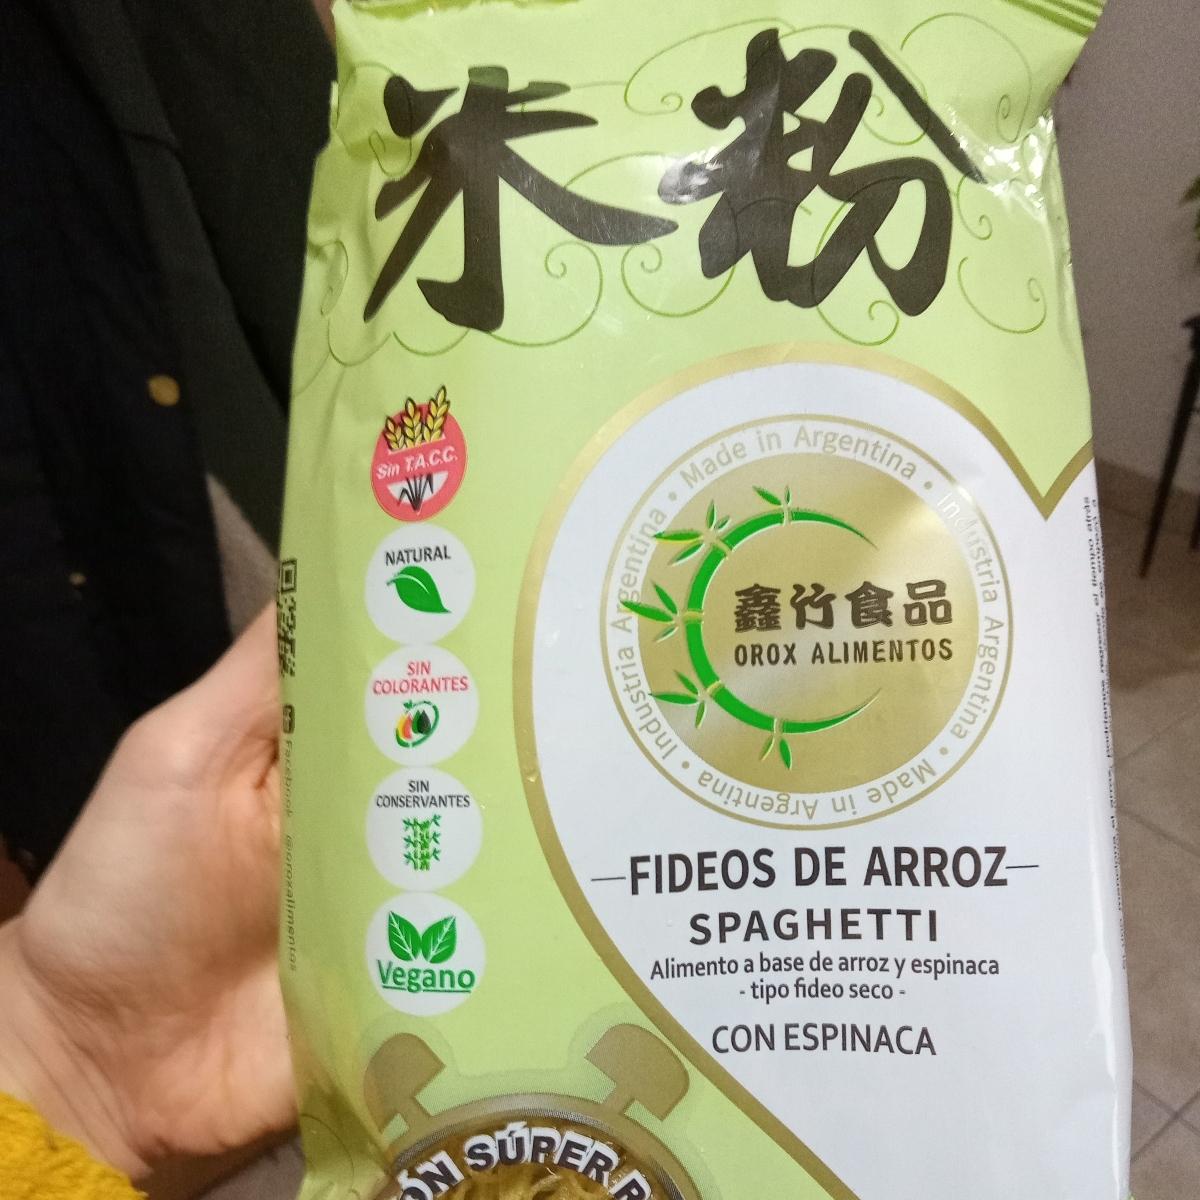 米粉
Sin T.A.C.C.
NATURAL
SIN
COLORANTES
SIN
CONSERVANTES
Vegano
Made in Argentina • Industria Argentina • Made in Argentina • Industria Argentina •
鑫竹食品
OROX ALIMENTOS
FIDEOS DE ARROZ
SPAGHETTI
Alimento a base de arroz y espinaca
- tipo fideo seco -
CON ESPINACA
SÚPER
Facebook @oroxalimentos